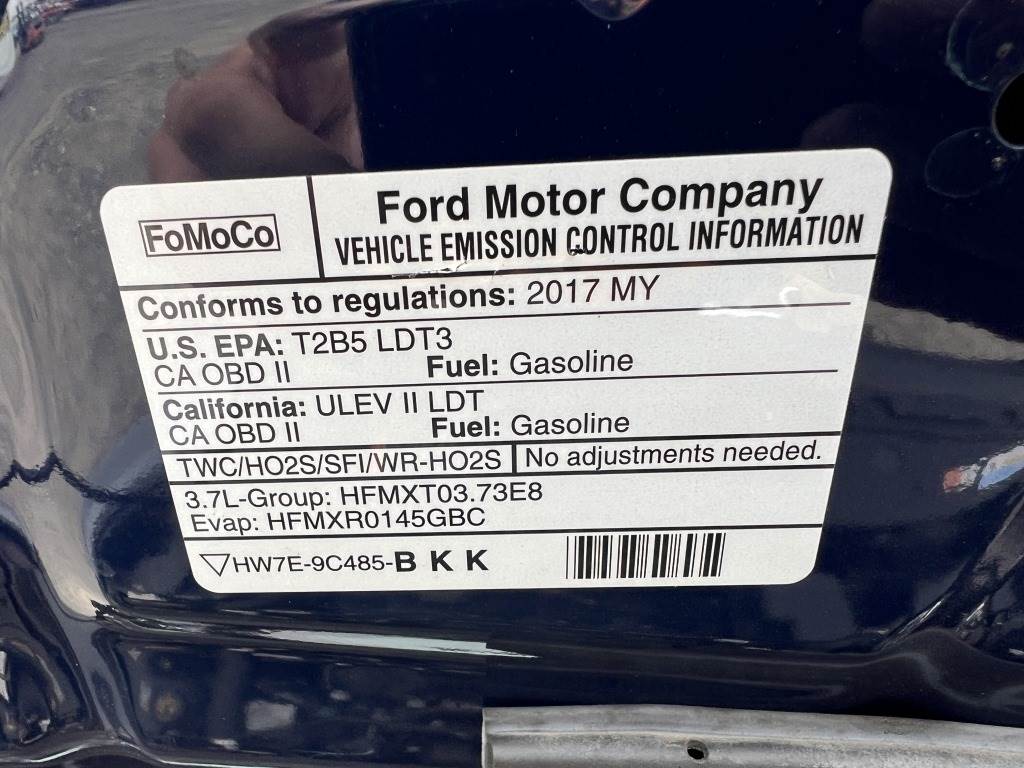 FoMoCo
Ford Motor Company
VEHICLE EMISSION CONTROL INFORMATION
Conforms to regulations: 2017 MY
U.S. EPA: T2B5 LDT3
CA OBD II Fuel: Gasoline
California: ULEV II LDT
CA OBD II Fuel: Gasoline
TWC/HO2S/SFI/WR-HO2S No adjustments needed.
3.7L-Group: HFMXT03.73E8
Evap: HFMXR0145GBC
HW7E-9C485-B K K